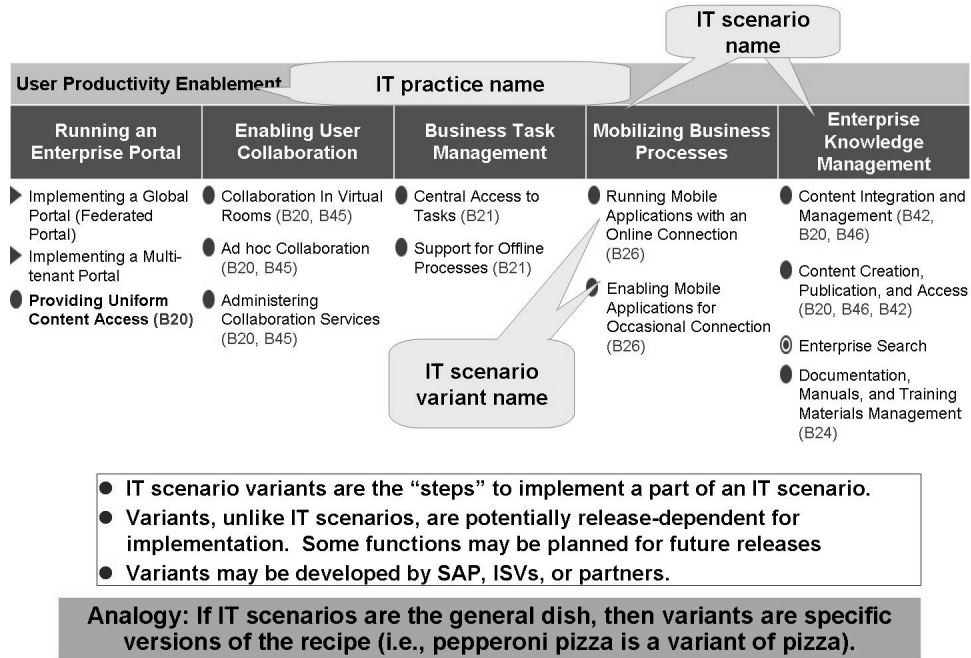 IT scenario
name
User Productivity Enablement
IT practice name
Running an
Enterprise Portal
Enabling User
Collaboration
Business Task
Management
Mobilizing Business
Processes
Enterprise
Knowledge
Management
Implementing a Global
Portal (Federated
Portal)
Implementing a Multi-
tenant Portal
Providing Uniform
Content Access (B20)
Collaboration In Virtual
Rooms (B20, B45)
Ad hoc Collaboration
(B20, B45)
Administering
Collaboration Services
(B20, B45)
Central Access to
Tasks (B21)
Support for Offline
Processes (B21)
Running Mobile
Applications with an
Online Connection
(B26)
Enabling Mobile
Applications for
Occasional Connection
(B26)
Content Integration and
Management (B42,
B20, B46)
Content Creation,
Publication, and Access
(B20, B46, B42)
Enterprise Search
Documentation,
Manuals, and Training
Materials Management
(B24)
IT scenario
variant name
● IT scenario variants are the “steps” to implement a part of an IT scenario.
● Variants, unlike IT scenarios, are potentially release-dependent for
implementation. Some functions may be planned for future releases
● Variants may be developed by SAP, ISVs, or partners.
Analogy: If IT scenarios are the general dish, then variants are specific
versions of the recipe (i.e., pepperoni pizza is a variant of pizza).